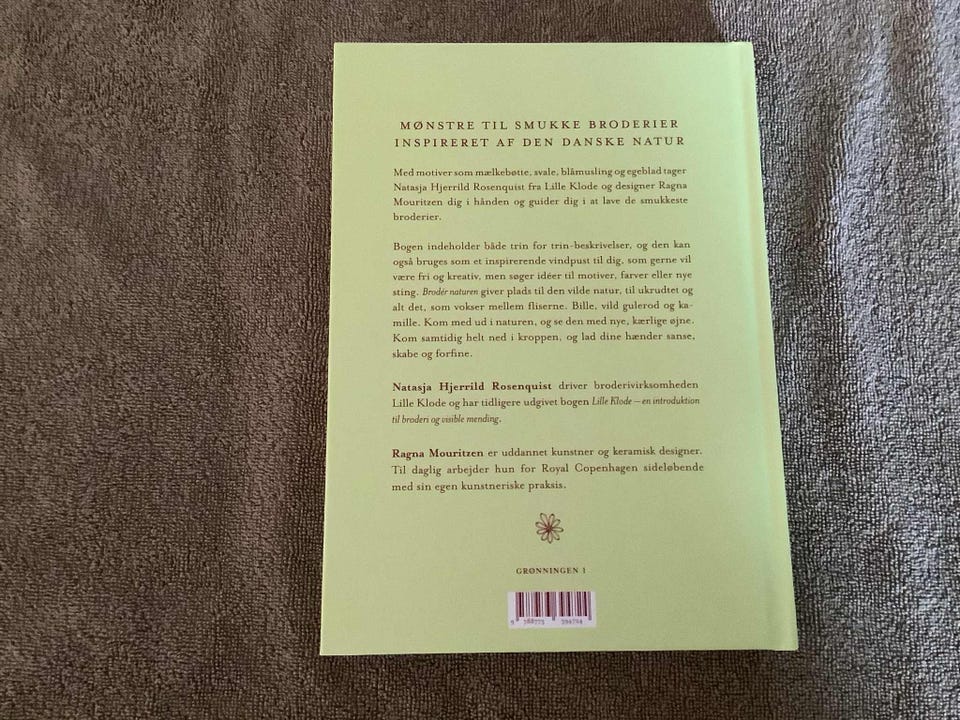 MØNSTRE TIL SMUKKE BRODERIER
INSPIRERET AF DEN DANSKE NATUR
Med motiver som mælkebøtte, svale, blåmusling og egeblad tager
Natasja Hjerrild Rosenquist fra Lille Klode og designer Ragna
Mouritzen dig i hånden og guider dig i at lave de smukkeste
broderier.
Bogen indeholder både trin for trin-beskrivelser, og den kan
også bruges som et inspirerende vindpust til dig, som gerne vil
være fri og kreativ, men søger idéer til motiver, farver eller nye
sting. Brodér naturen giver plads til den vilde natur, til ukrudtet og
alt det, som vokser mellem fliserne. Bille, vild gulerod og ka-
mille. Kom med ud i naturen, og se den med nye, kærlige øjne.
Kom samtidig helt ned i kroppen, og lad dine hænder sanse,
skabe og forfine.
Natasja Hjerrild Rosenquist driver broderivirksomheden
Lille Klode og har tidligere udgivet bogen Lille Klode – en introduktion
til broderi og visible mending.
Ragna Mouritzen er uddannet kunstner og keramisk designer.
Til daglig arbejder hun for Royal Copenhagen sideløbende
med sin egen kunstneriske praksis.
GRØNNINGEN 1
9 788773 394724